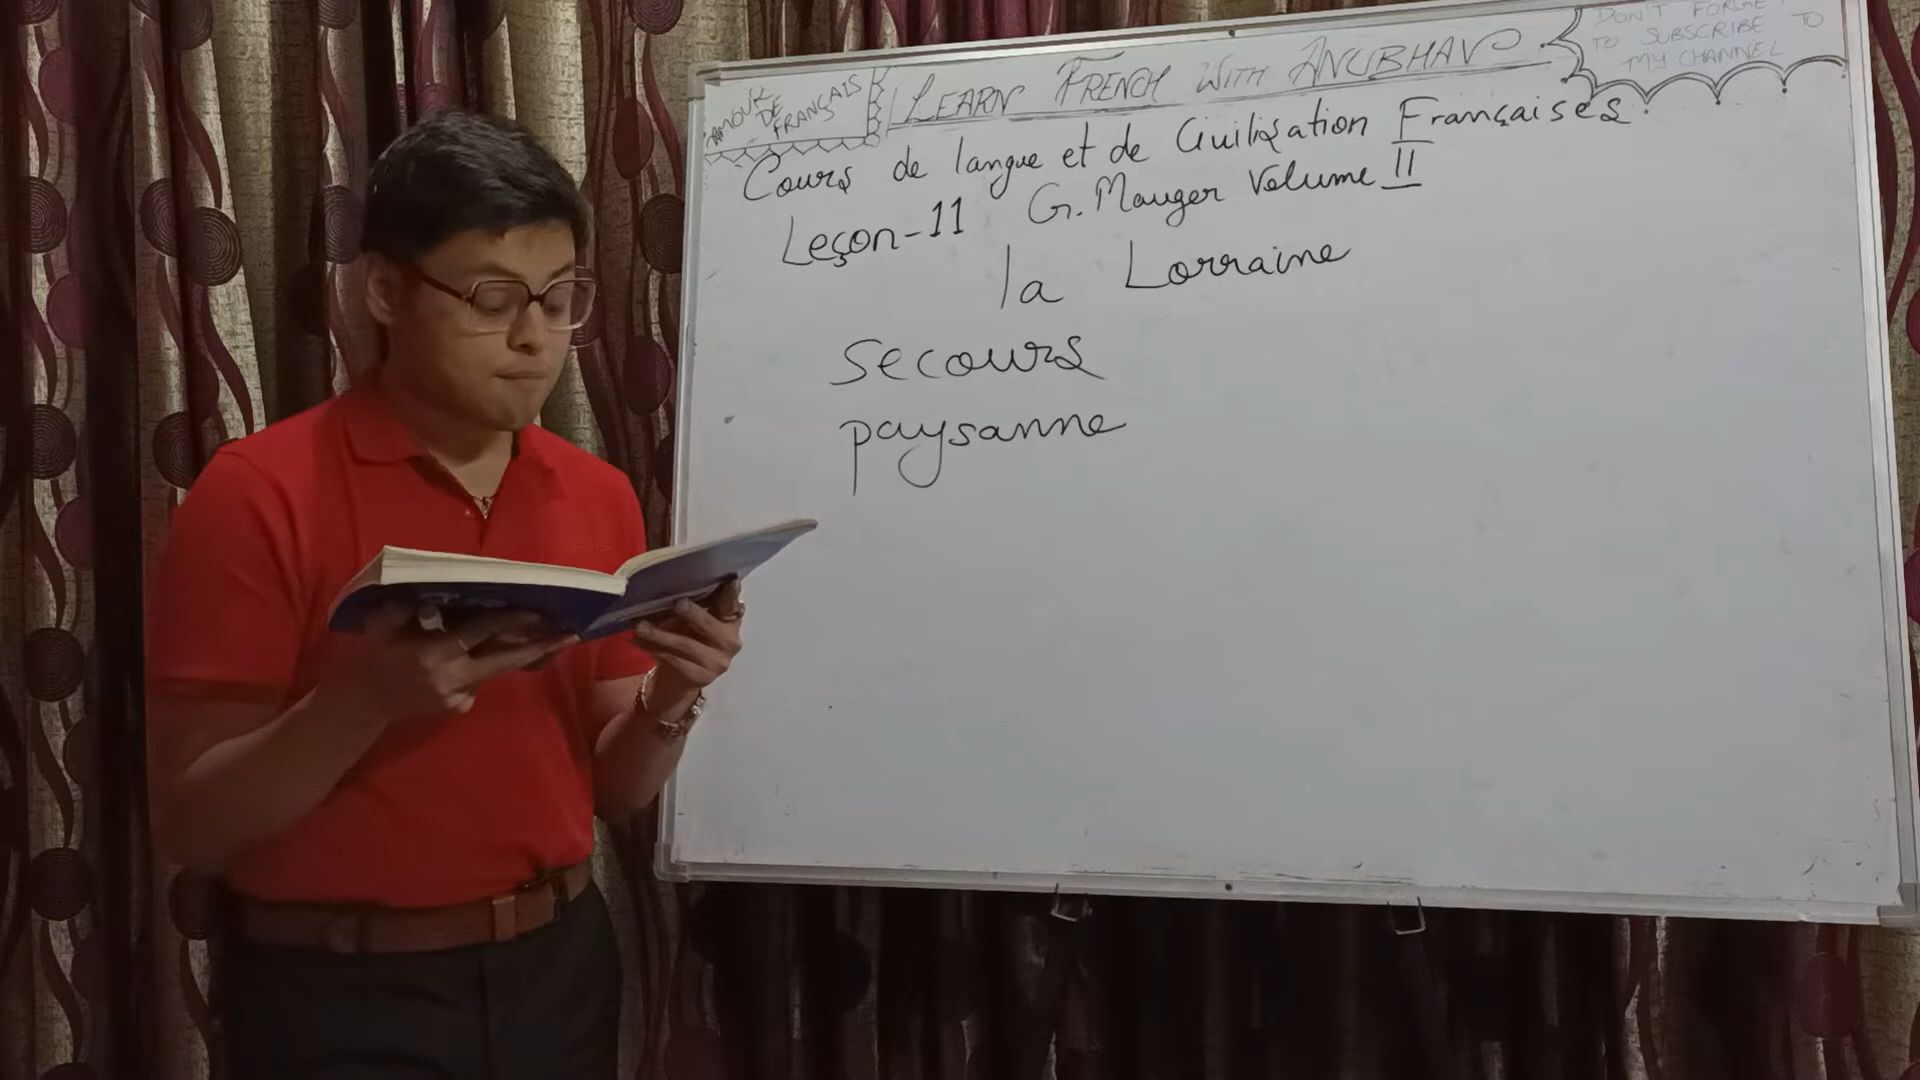 AMOUR
DE
FRANÇAIS
LEARN FRENCH WITH ANUBHAV
DON'T FORGET
TO SUBSCRIBE TO
MY CHANNEL
Cours de langue et de Civilisation Françaises.
Leçon-11 G. Mauger Volume II
la Lorraine
secours
paysanne